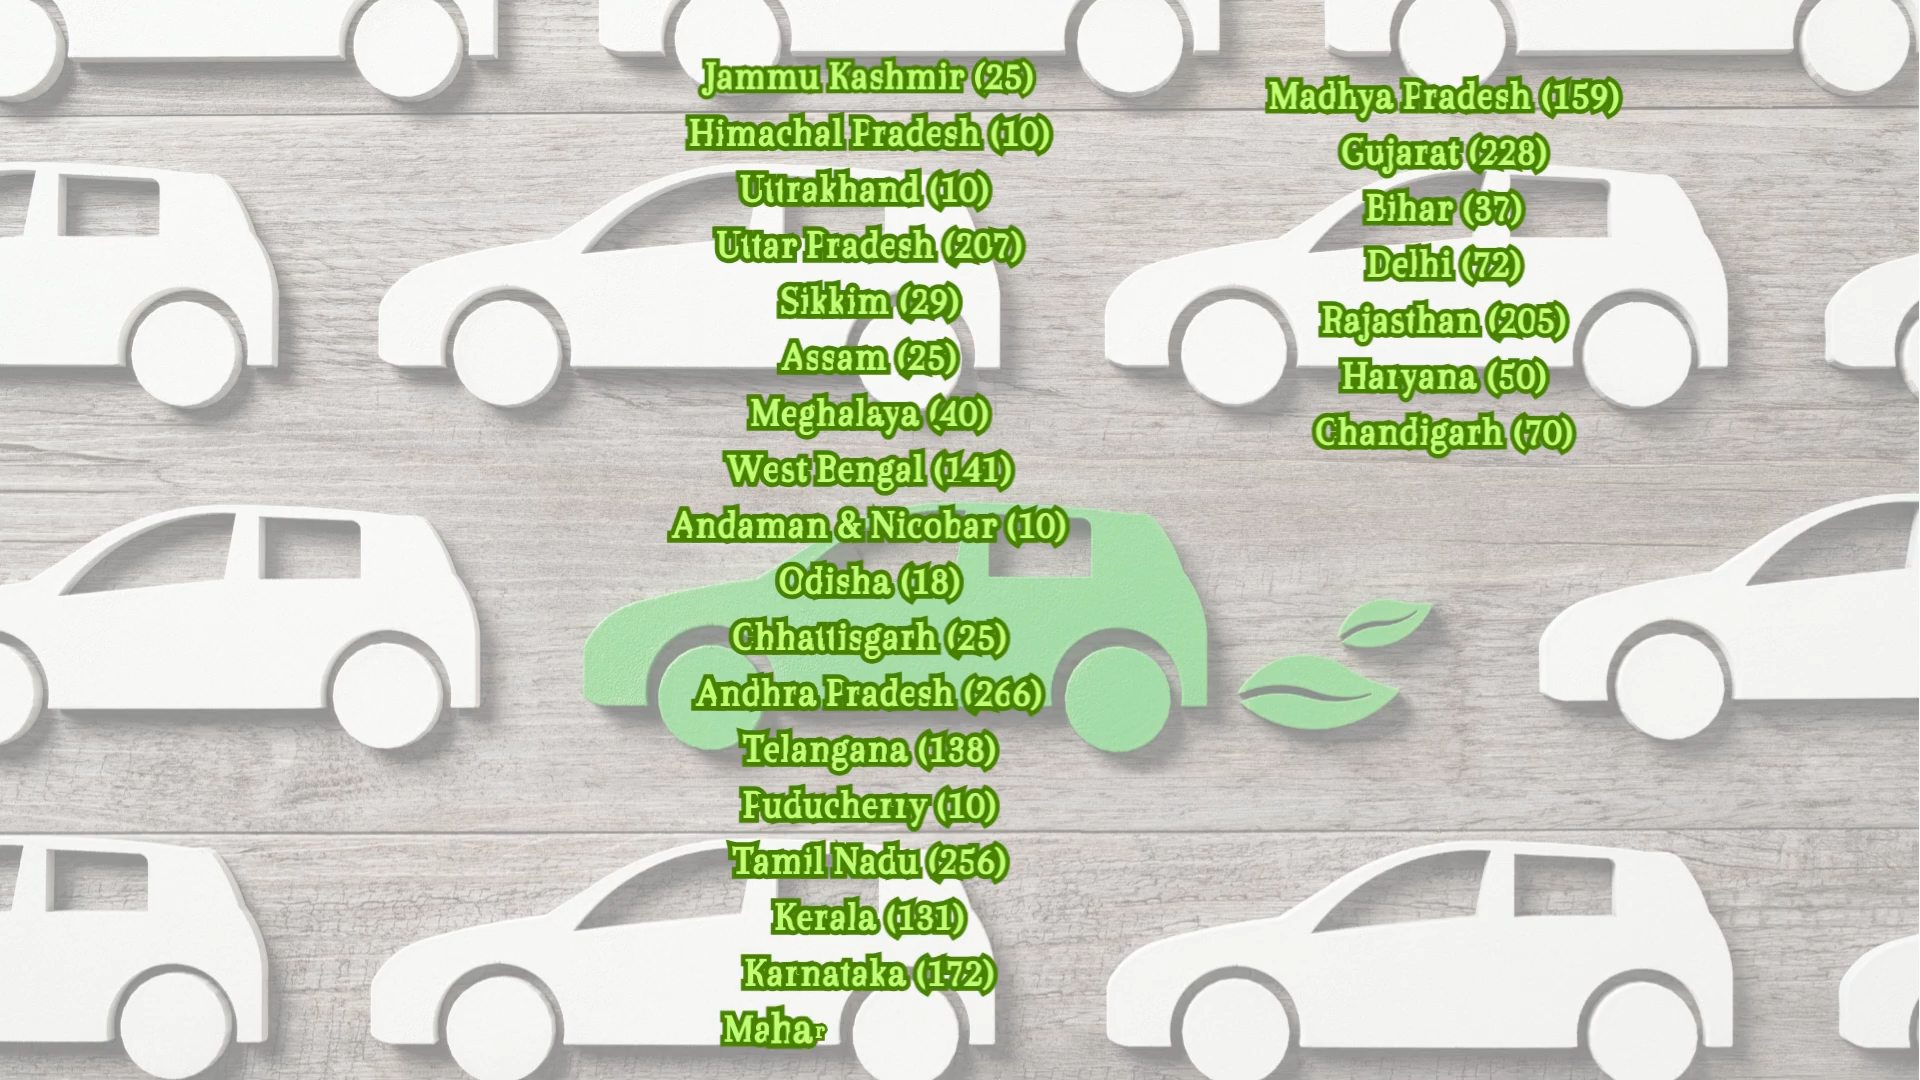 Jammu Kashmir (25)
Himachal Pradesh (10)
Uttrakhand (10)
Uttar Pradesh (207)
Sikkim (29)
Assam (25)
Meghalaya (40)
West Bengal (141)
Andaman & Nicobar (10)
Odisha (18)
Chhattisgarh (25)
Andhra Pradesh (266)
Telangana (138)
Puducherry (10)
Tamil Nadu (256)
Kerala (131)
Karnataka (172)
Mahar
Madhya Pradesh (159)
Gujarat (228)
Bihar (37)
Delhi (72)
Rajasthan (205)
Haryana (50)
Chandigarh (70)